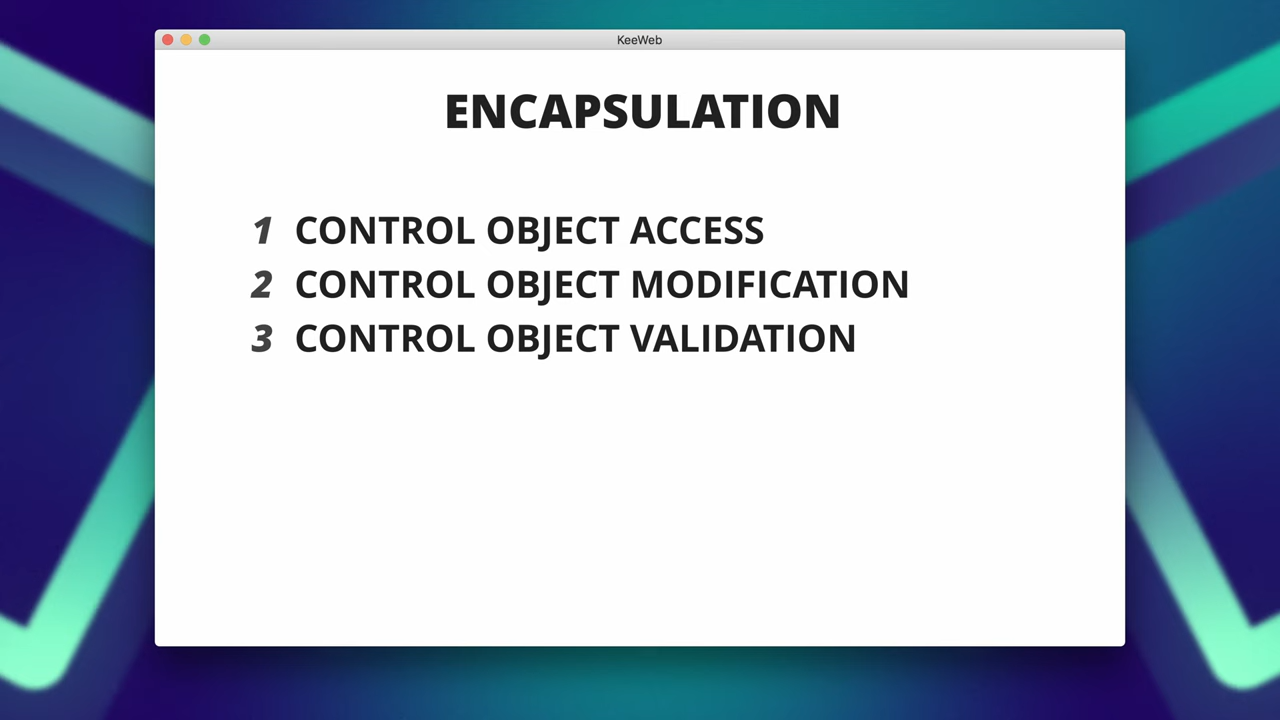 KeeWeb
ENCAPSULATION
1 CONTROL OBJECT ACCESS
2 CONTROL OBJECT MODIFICATION
3 CONTROL OBJECT VALIDATION